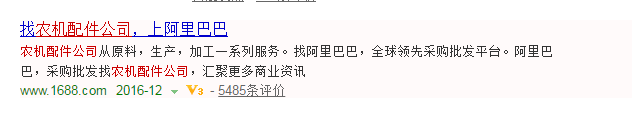 找农机配件公司，上阿里巴巴
农机配件公司从原料，生产，加工一系列服务。找阿里巴巴，全球领先采购批发平台。阿里巴
巴，采购批发找农机配件公司，汇聚更多商业资讯
www.1688.com 2016-12 V3 - 5485条评价